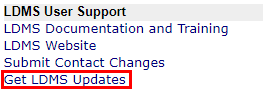 LDMS User Support
LDMS Documentation and Training
LDMS Website
Submit Contact Changes
Get LDMS Updates